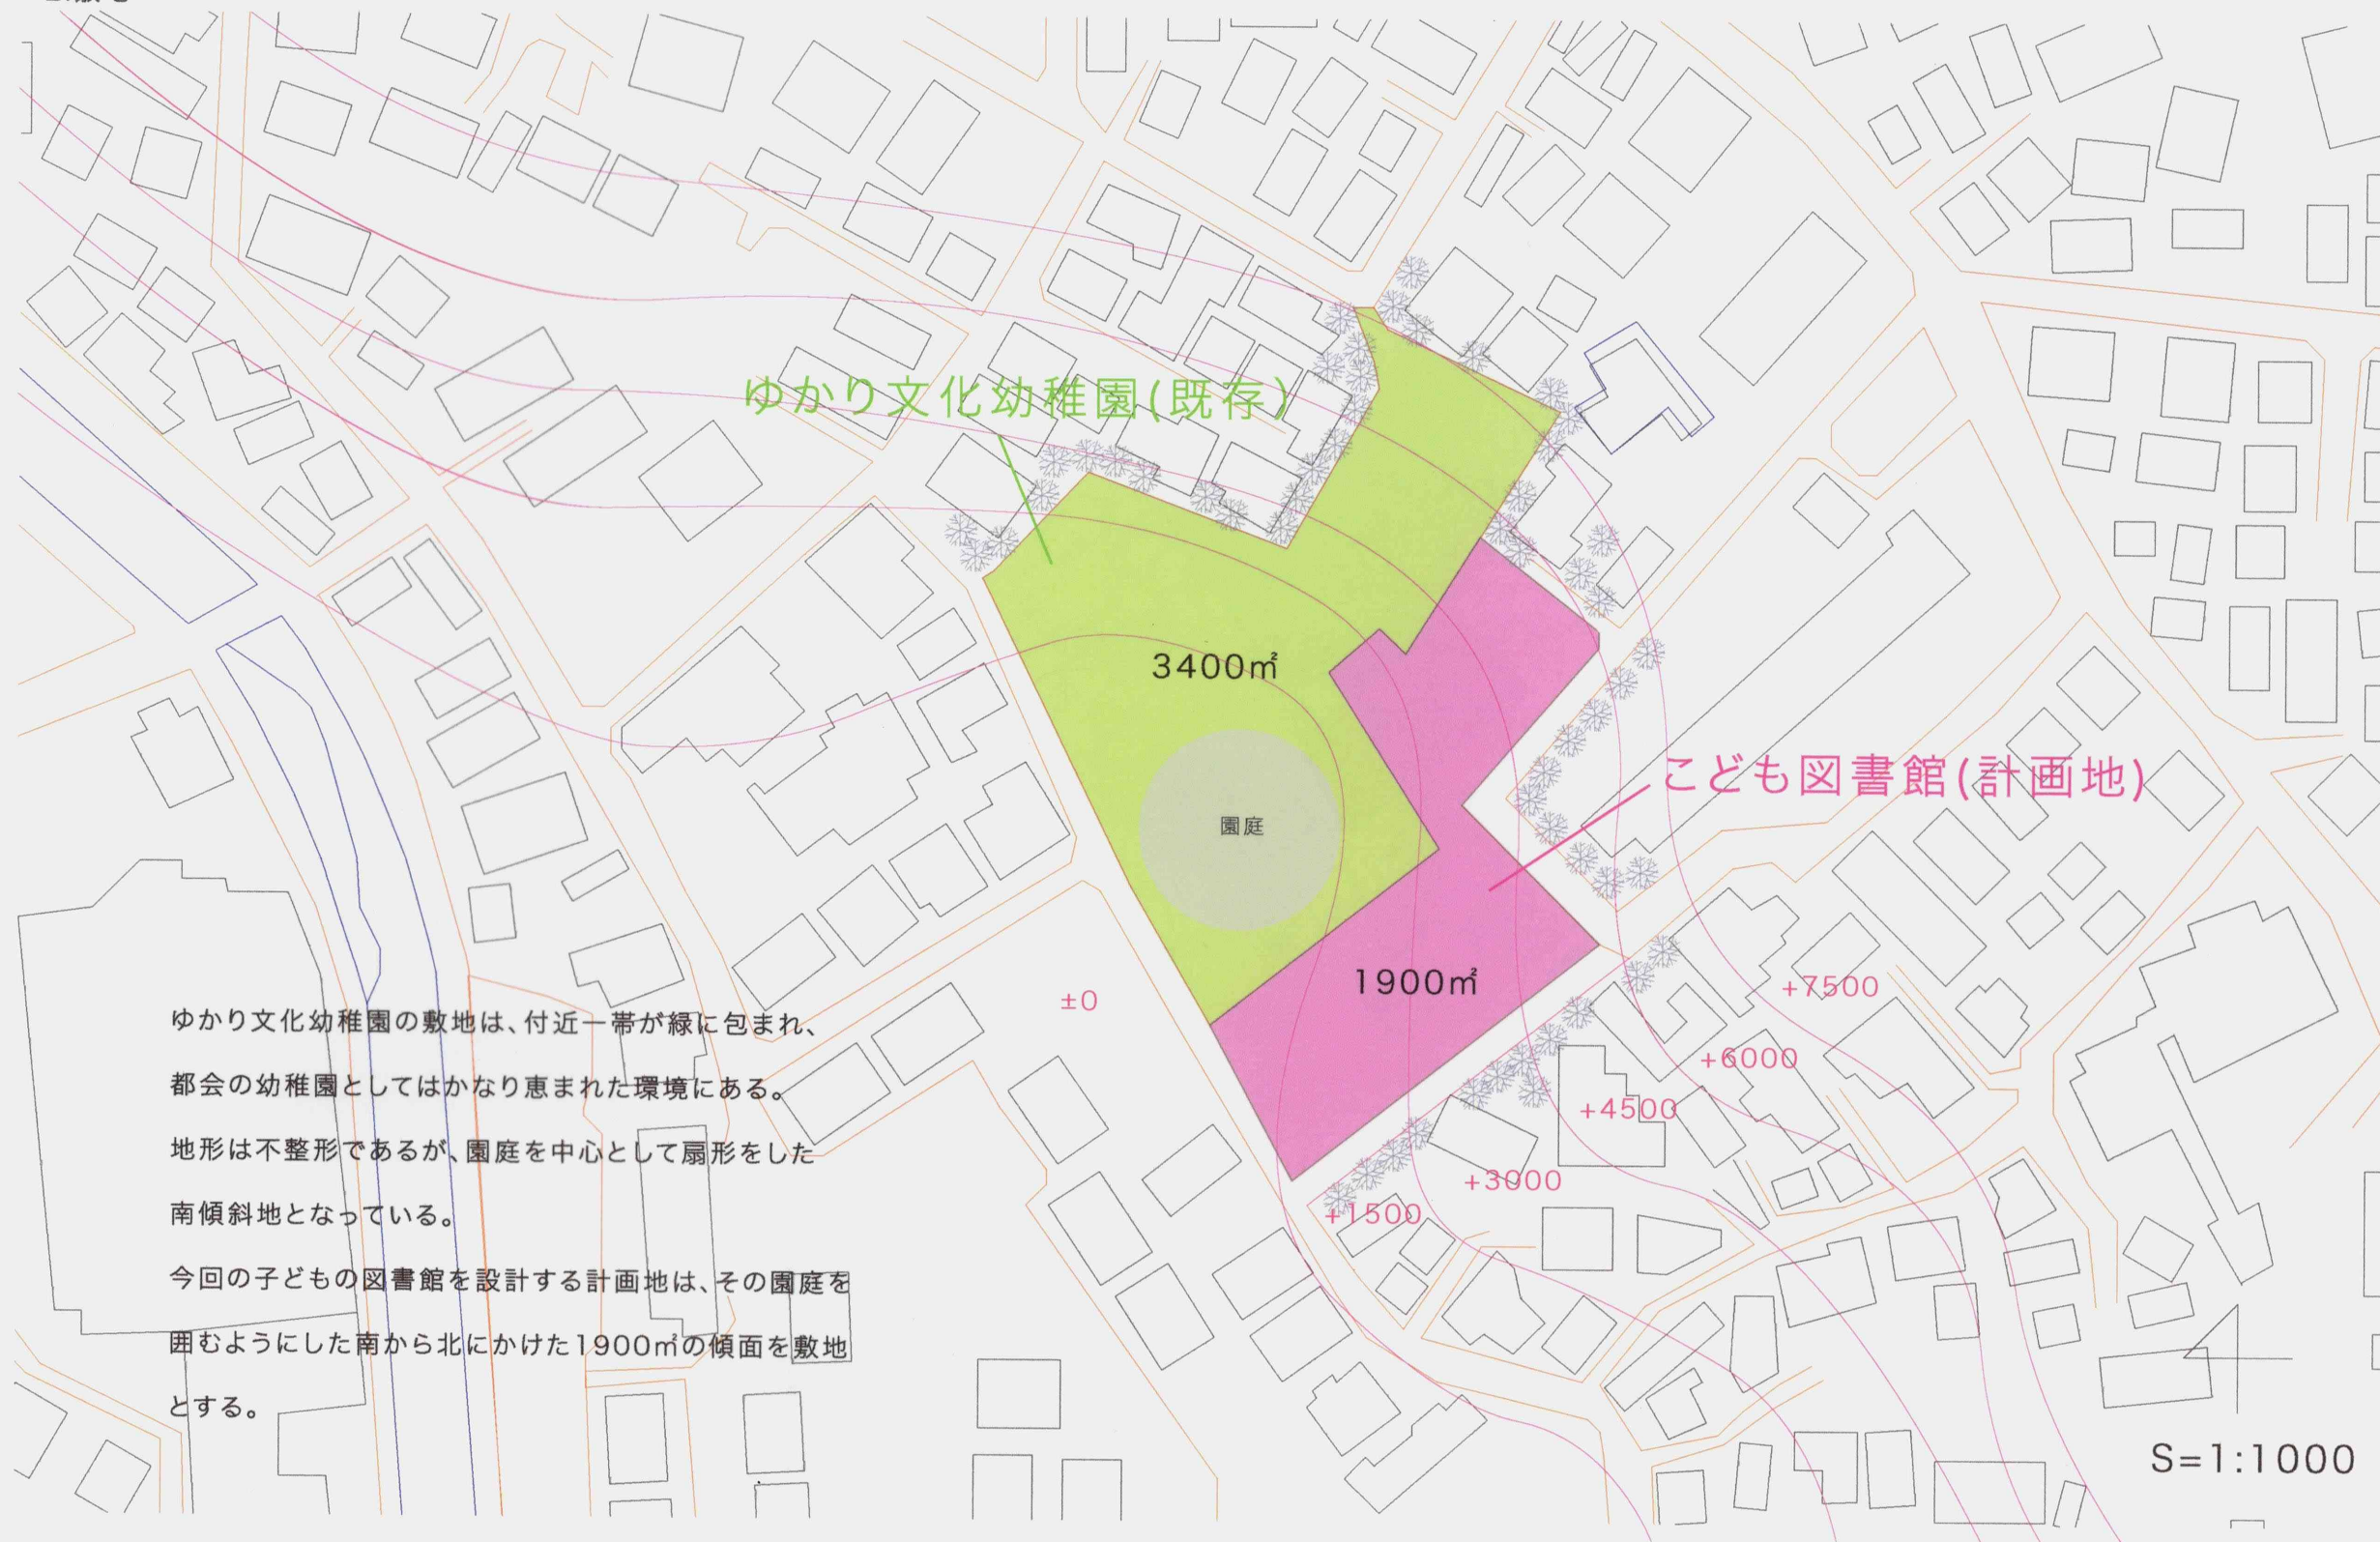 ゆかり文化幼稚園(既存)
3400㎡
園庭
こども図書館(計画地)
1900㎡
±0
+7500
+6000
+4500
+3000
+1500
ゆかり文化幼稚園の敷地は、付近一帯が緑に包まれ、
都会の幼稚園としてはかなり恵まれた環境にある。
地形は不整形であるが、園庭を中心として扇形をした
南傾斜地となっている。
今回の子どもの図書館を設計する計画地は、その園庭を
囲むようにした南から北にかけた1900㎡の傾面を敷地
とする。
S=1:1000